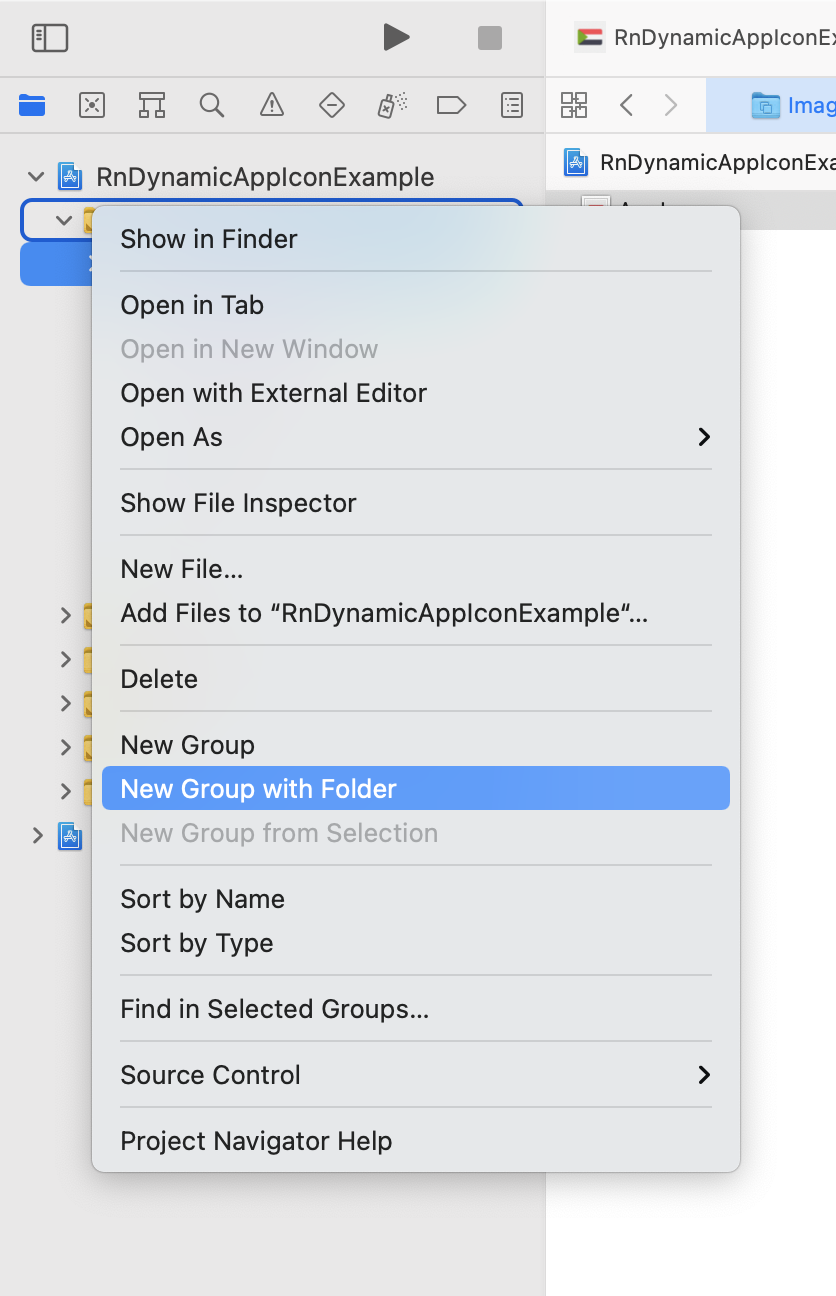 RnDynamicAppIconEx
Imag
RnDynamicAppIconExample
RnDynamicAppIconExa
Show in Finder
Open in Tab
Open in New Window
Open with External Editor
Open As
Show File Inspector
New File...
Add Files to “RnDynamicAppIconExample“...
Delete
New Group
New Group with Folder
New Group from Selection
Sort by Name
Sort by Type
Find in Selected Groups...
Source Control
Project Navigator Help